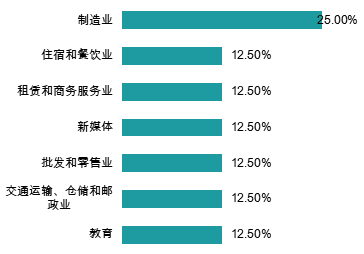 制造业 25.00%
住宿和餐饮业 12.50%
租赁和商务服务业 12.50%
新媒体 12.50%
批发和零售业 12.50%
交通运输、仓储和邮
政业 12.50%
教育 12.50%